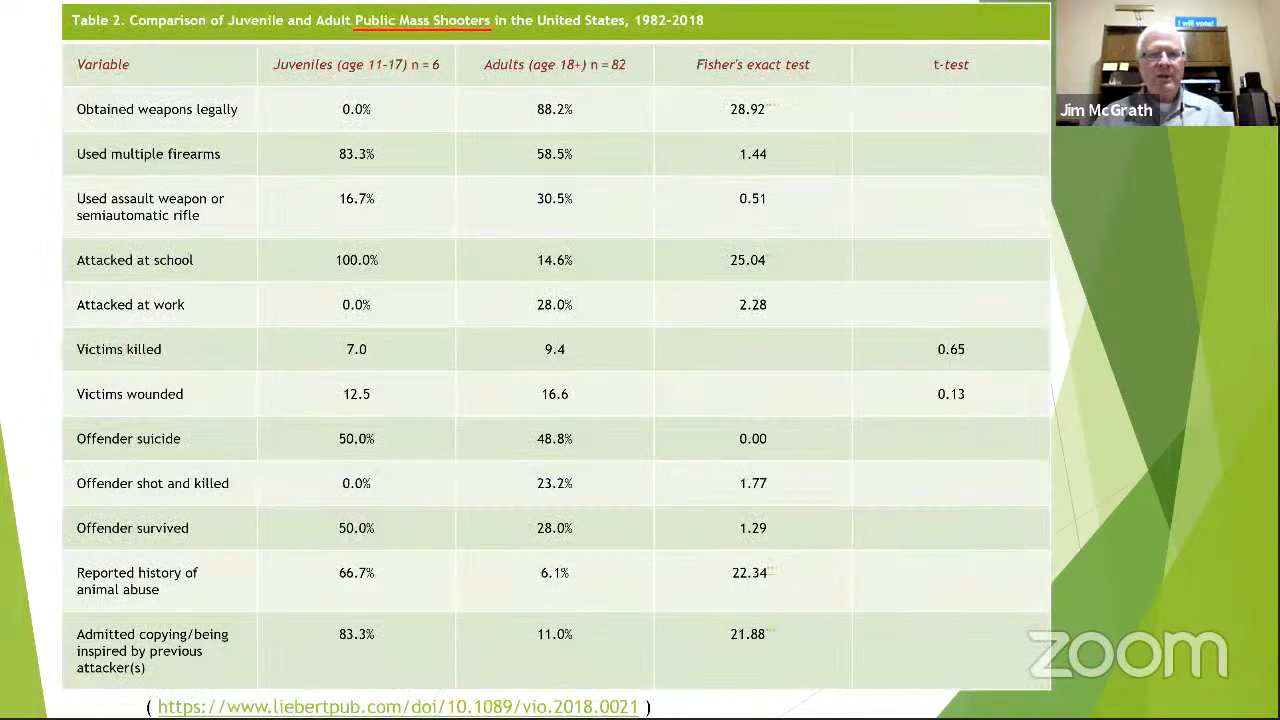 Table 2. Comparison of Juvenile and Adult Public Mass Shooters in the United States, 1982-2018
I will vote!
Jim McGrath
Variable Juveniles (age 11-17) n = 6 Adults (age 18+) n = 82 Fisher's exact test t-test
Obtained weapons legally 0.0% 88.2% 28,92
Used multiple firearms 83.3% 58.5% 1.44
Used assault weapon or
semiautomatic rifle 16.7% 30.5% 0.51
Attacked at school 100.0% 14.6% 25.04
Attacked at work 0.0% 28.0% 2.28
Victims killed 7.0 9.4 0.65
Victims wounded 12.5 16.6 0.13
Offender suicide 50.0% 48.8% 0.00
Offender shot and killed 0.0% 23.2% 1.77
Offender survived 50.0% 28.0% 1.29
Reported history of
animal abuse 66.7% 6.1% 22.34
Admitted copying/being
inspired by previous
attacker(s) 83.3% 11.0% 21.88
( https://www.liebertpub.com/doi/10.1089/vio.2018.0021 )
zoom